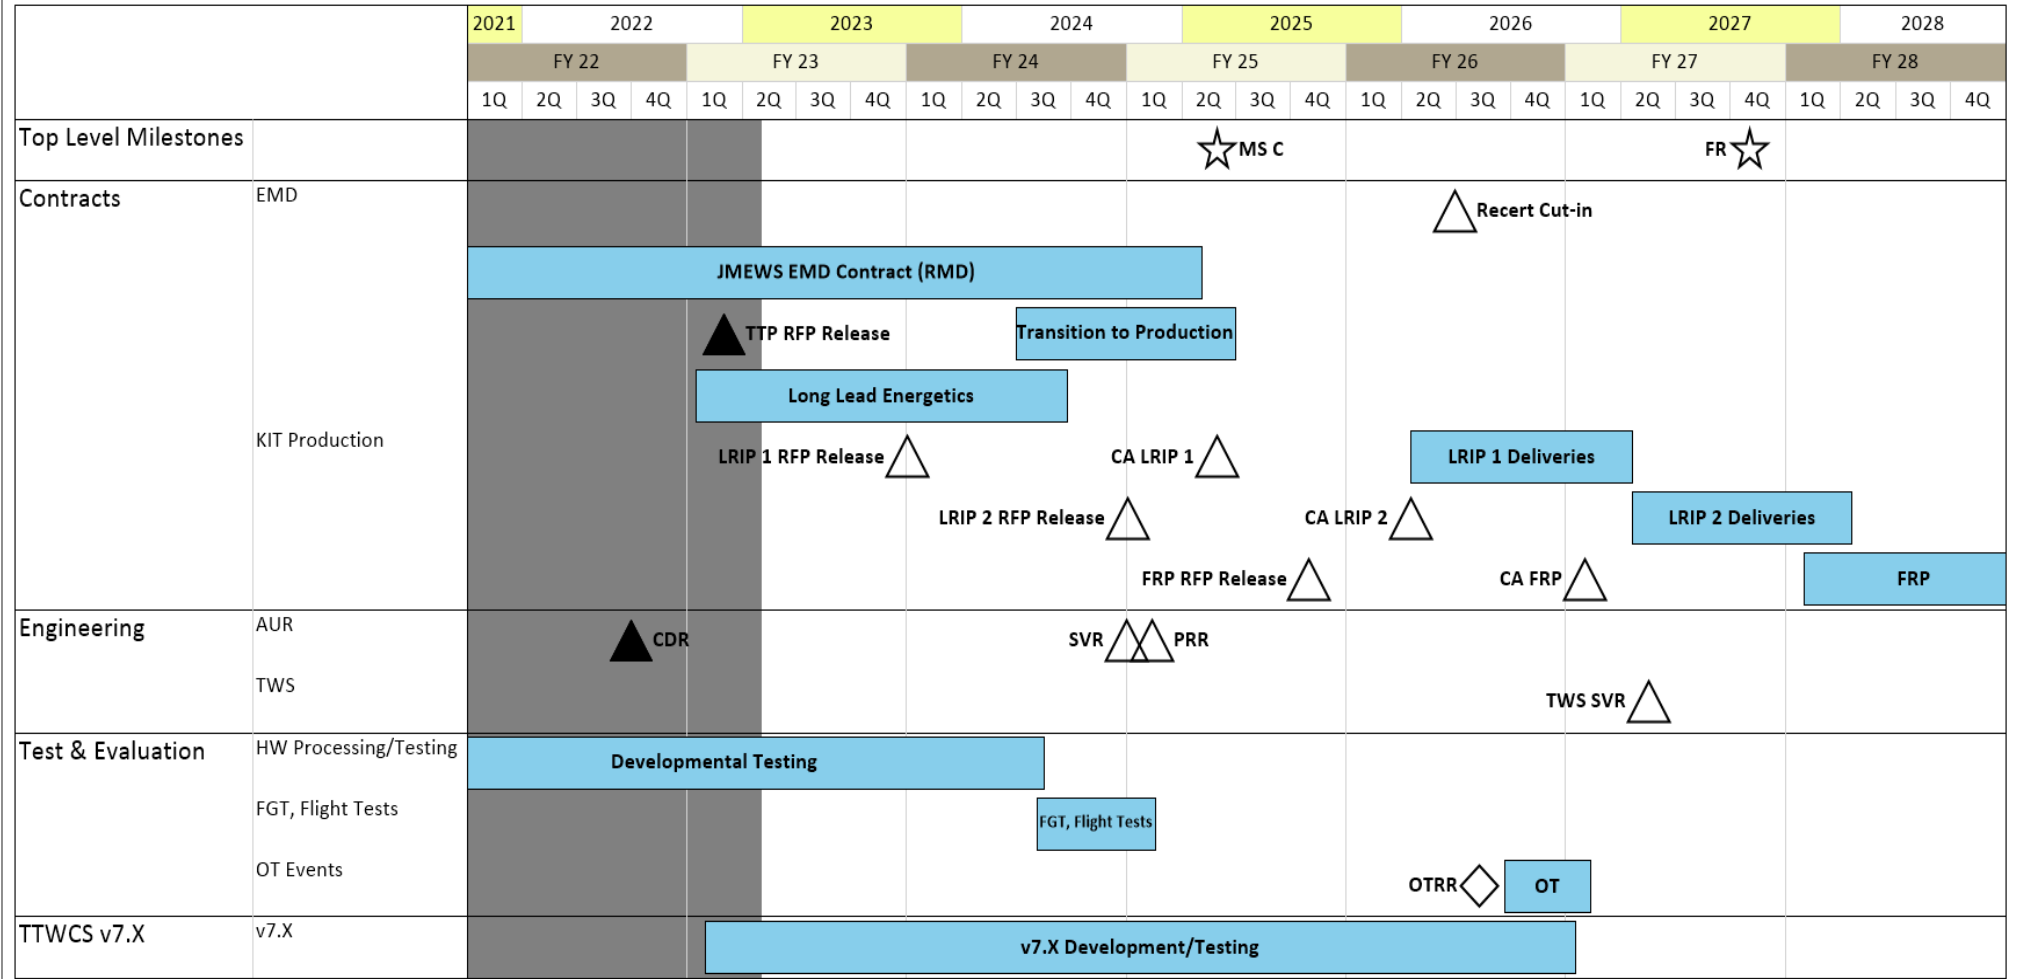 2021 2022 2023 2024 2025 2026 2027 2028
FY 22 FY 23 FY 24 FY 25 FY 26 FY 27 FY 28
1Q 2Q 3Q 4Q 1Q 2Q 3Q 4Q 1Q 2Q 3Q 4Q 1Q 2Q 3Q 4Q 1Q 2Q 3Q 4Q 1Q 2Q 3Q 4Q 1Q 2Q 3Q 4Q
Top Level Milestones MS C FR
Contracts EMD Recert Cut-in
JMEWS EMD Contract (RMD)
TTP RFP Release Transition to Production
Long Lead Energetics
KIT Production LRIP 1 RFP Release CA LRIP 1 LRIP 1 Deliveries
LRIP 2 RFP Release CA LRIP 2 LRIP 2 Deliveries
FRP RFP Release CA FRP FRP
Engineering AUR CDR SVR PRR
TWS TWS SVR
Test & Evaluation HW Processing/Testing Developmental Testing
FGT, Flight Tests FGT, Flight Tests
OT Events OTRR OT
TTWCS v7.X v7.X v7.X Development/Testing